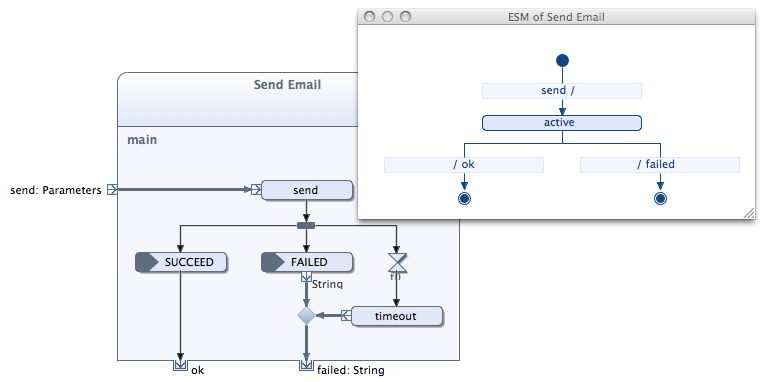 ESM of Send Email
send /
active
/ ok
/ failed
Send Email
main
send: Parameters
send
SUCCEED
FAILED
t0
String
timeout
ok
failed: String